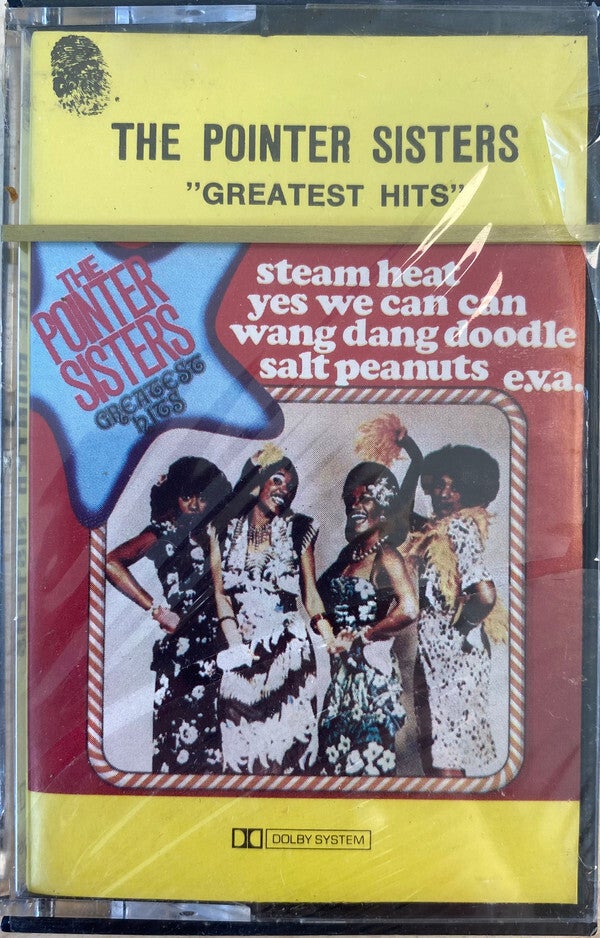 THE POINTER SISTERS
"GREATEST HITS"
THE
POINTER
SISTERS
GREATEST
HITS
steam heat
yes we can can
wang dang doodle
salt peanuts e.v.a.
DOLBY SYSTEM